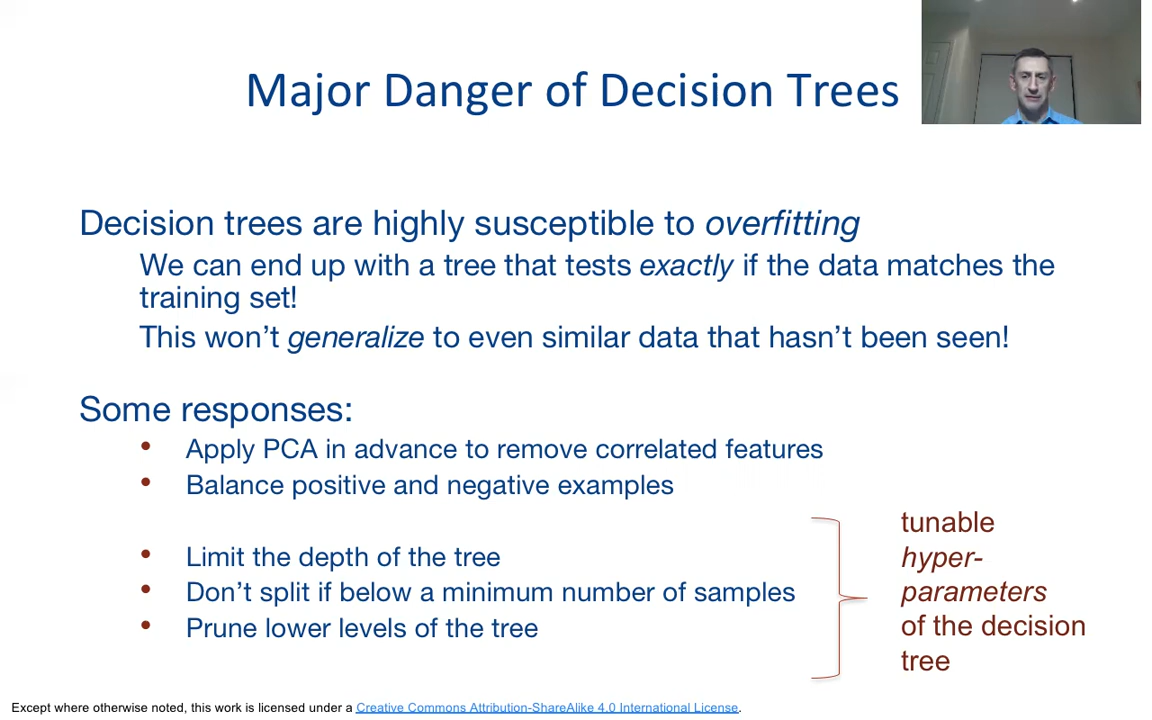 Major Danger of Decision Trees
Decision trees are highly susceptible to overfitting
We can end up with a tree that tests exactly if the data matches the
training set!
This won’t generalize to even similar data that hasn’t been seen!
Some responses:
• Apply PCA in advance to remove correlated features
• Balance positive and negative examples
• Limit the depth of the tree
• Don’t split if below a minimum number of samples
• Prune lower levels of the tree
tunable
hyper-
parameters
of the decision
tree
Except where otherwise noted, this work is licensed under a Creative Commons Attribution-ShareAlike 4.0 International License.